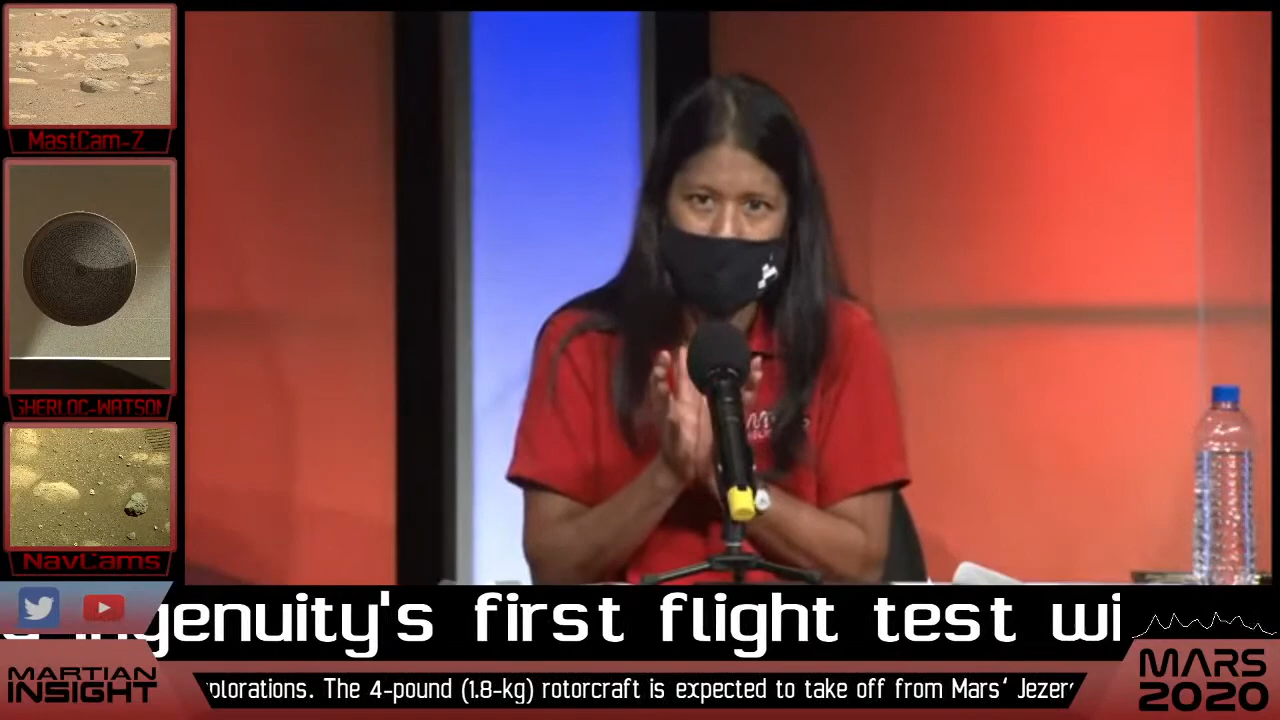 MastCam-Z
SHERLOC-WATSON
NavCams
ingenuity's first flight test wi
MARTIAN
INSIGHT
plorations. The 4-pound (1.8-kg) rotorcraft is expected to take off from Mars' Jezer
MARS
2020